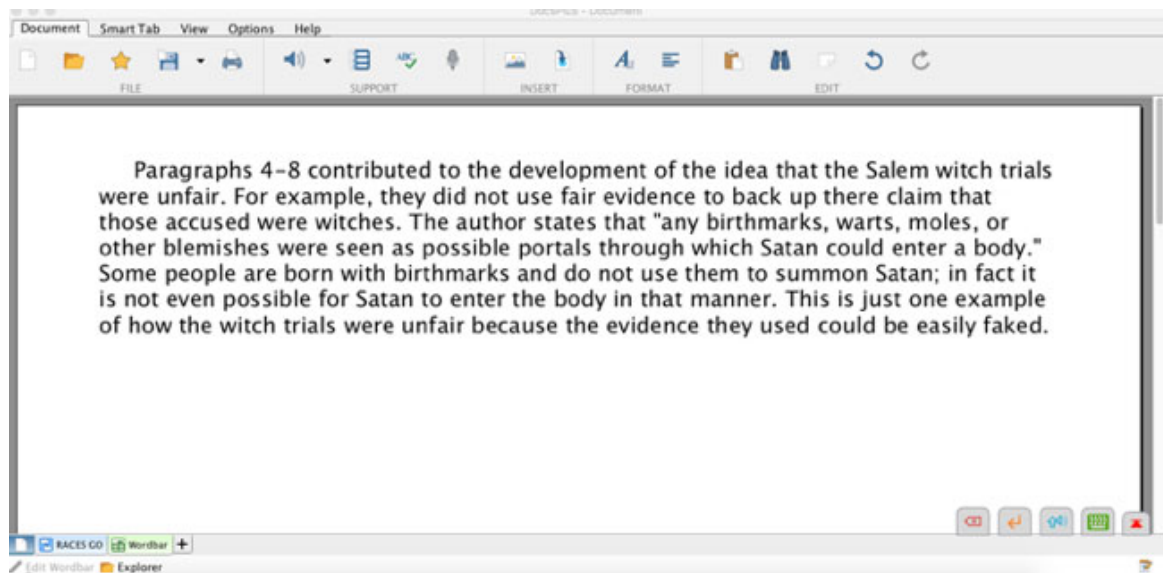 DocsPlus - Document
Document Smart Tab View Options Help
ABC
FILE SUPPORT INSERT FORMAT EDIT
Paragraphs 4-8 contributed to the development of the idea that the Salem witch trials
were unfair. For example, they did not use fair evidence to back up there claim that
those accused were witches. The author states that "any birthmarks, warts, moles, or
other blemishes were seen as possible portals through which Satan could enter a body."
Some people are born with birthmarks and do not use them to summon Satan; in fact it
is not even possible for Satan to enter the body in that manner. This is just one example
of how the witch trials were unfair because the evidence they used could be easily faked.
RACES GO Wordbar +
Edit Wordbar Explorer